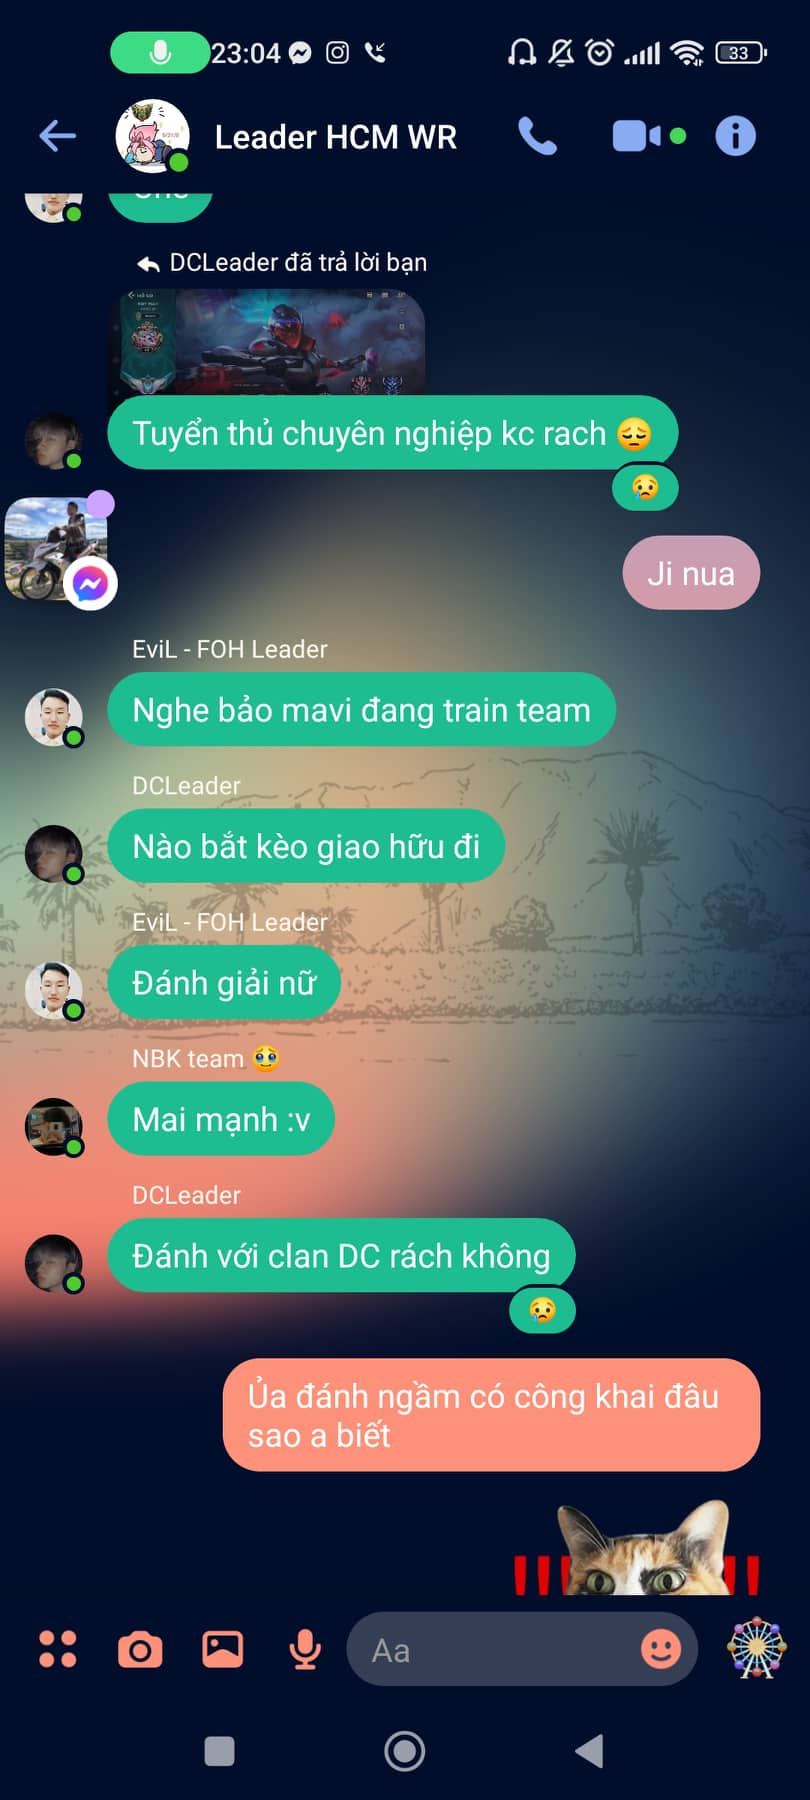 23:04
33
Leader HCM WR
DCLeader đã trả lời bạn
Tuyển thủ chuyên nghiệp kc rach 😔
😢
Ji nua
EviL - FOH Leader
Nghe bảo mavi đang train team
DCLeader
Nào bắt kèo giao hữu đi
EviL - FOH Leader
Đánh giải nữ
NBK team 🥹
Mai mạnh :v
DCLeader
Đánh với clan DC rách không
😢
Ủa đánh ngầm có công khai đâu
sao a biết
!!! !!
Aa